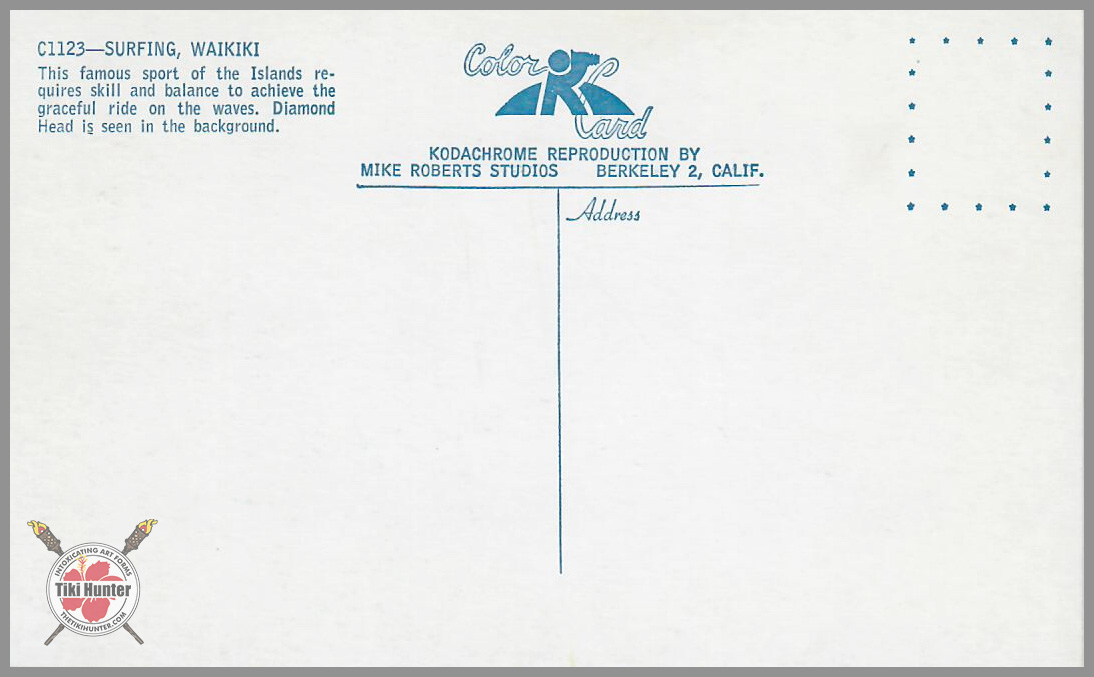 C1123—SURFING, WAIKIKI
This famous sport of the Islands re-
quires skill and balance to achieve the
graceful ride on the waves. Diamond
Head is seen in the background.
Color Card
KODACHROME REPRODUCTION BY
MIKE ROBERTS STUDIOS BERKELEY 2, CALIF.
Address
INTOXICATING ART FORMS
Tiki Hunter
THETIKIHUNTER.COM